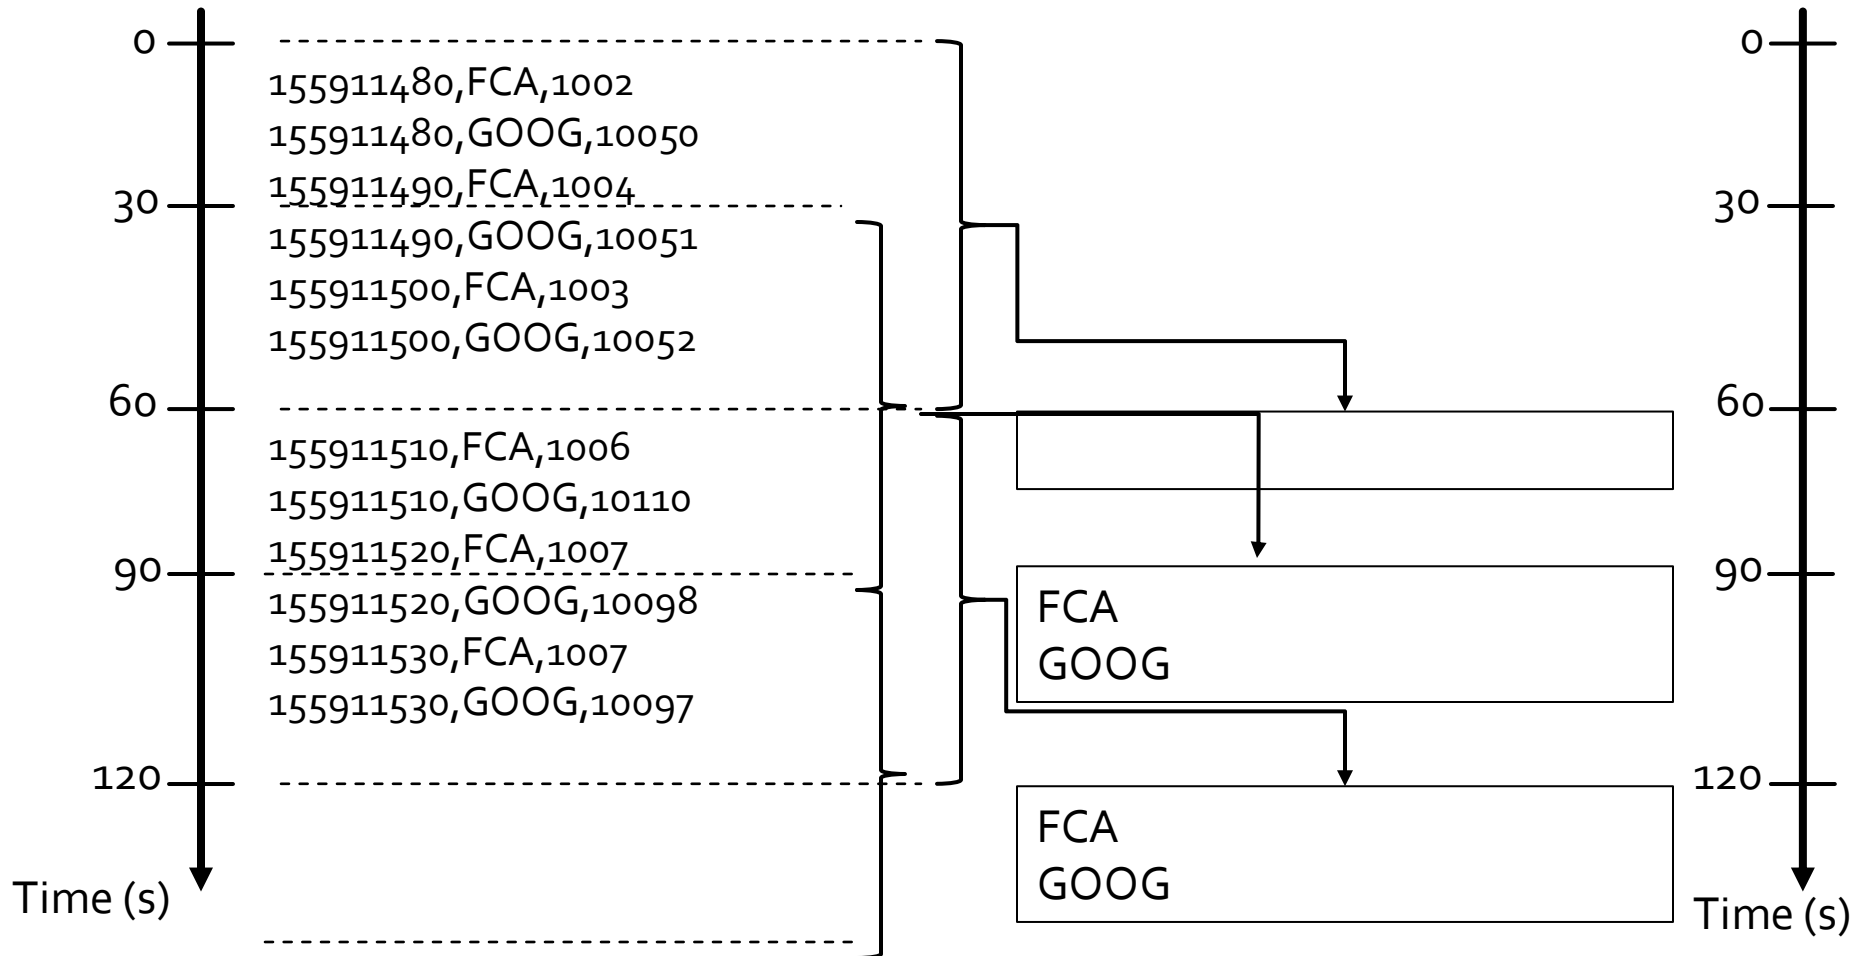 0
155911480,FCA,1002
155911480,GOOG,10050
155911490,FCA,1004
30
155911490,GOOG,10051
155911500,FCA,1003
155911500,GOOG,10052
60
155911510,FCA,1006
155911510,GOOG,10110
155911520,FCA,1007
90
155911520,GOOG,10098
155911530,FCA,1007
155911530,GOOG,10097
120
Time (s)
FCA
GOOG
FCA
GOOG
0
30
60
90
120
Time (s)